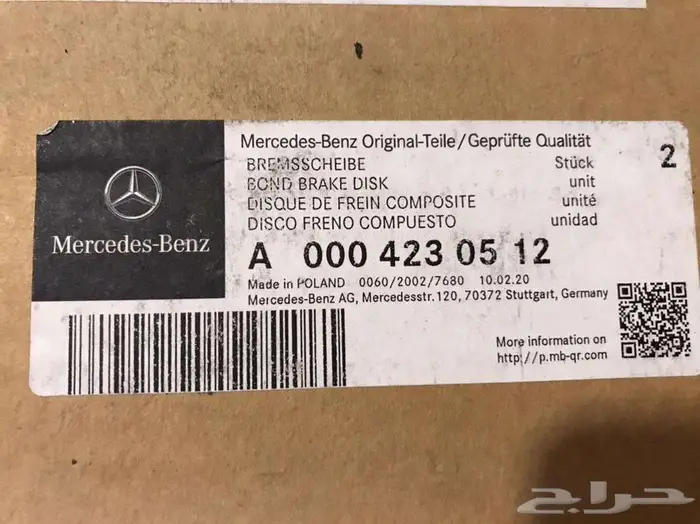 Mercedes-Benz
Mercedes-Benz Original-Teile/Geprüfte Qualität
BREMSSCHEIBE Stück 2
BOND BRAKE DISK unit
DISQUE DE FREIN COMPOSITE unité
DISCO FRENO COMPUESTO unidad
A 000 423 05 12
Made in POLAND 0060/2002/7680 10.02.20
Mercedes-Benz AG, Mercedesstr.120, 70372 Stuttgart, Germany
More information on
http://p.mb-qr.com
حراج